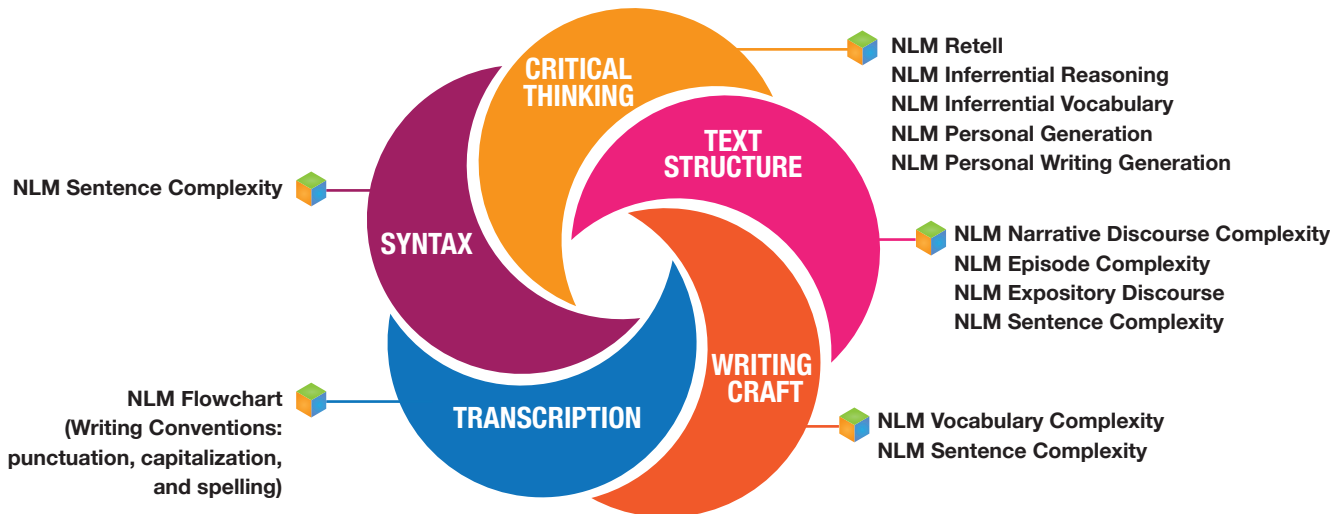 CRITICAL
THINKING
NLM Retell
NLM Inferrential Reasoning
NLM Inferrential Vocabulary
NLM Personal Generation
NLM Personal Writing Generation
TEXT
STRUCTURE
NLM Narrative Discourse Complexity
NLM Episode Complexity
NLM Expository Discourse
NLM Sentence Complexity
WRITING
CRAFT
NLM Vocabulary Complexity
NLM Sentence Complexity
TRANSCRIPTION
NLM Flowchart
(Writing Conventions:
punctuation, capitalization,
and spelling)
SYNTAX
NLM Sentence Complexity